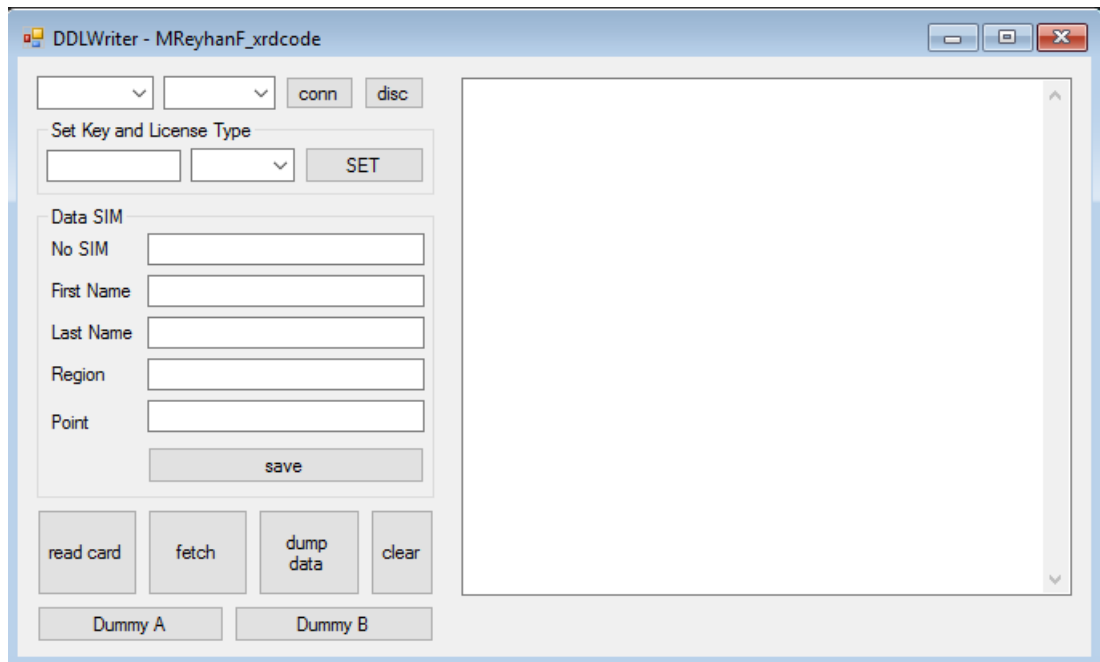 DDLWriter - MReyhanF_xrdcode
conn
disc
Set Key and License Type
SET
Data SIM
No SIM
First Name
Last Name
Region
Point
save
read card
fetch
dump
data
clear
Dummy A
Dummy B